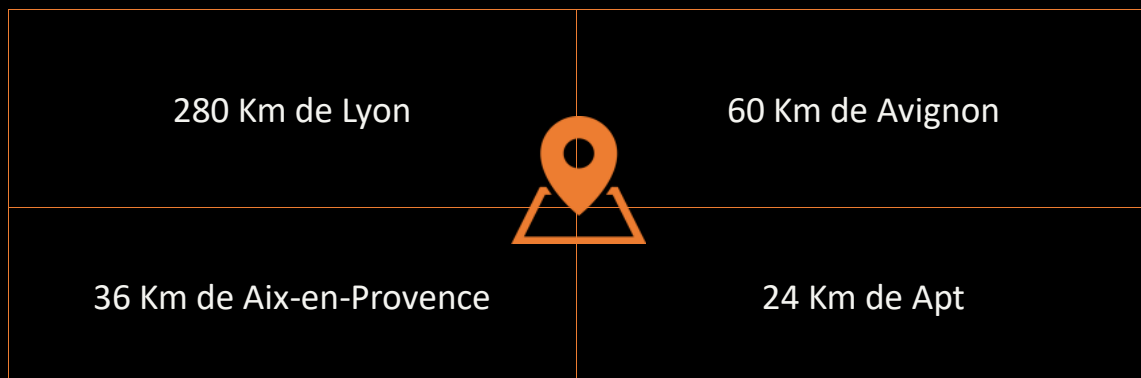 280 Km de Lyon
60 Km de Avignon
36 Km de Aix-en-Provence
24 Km de Apt